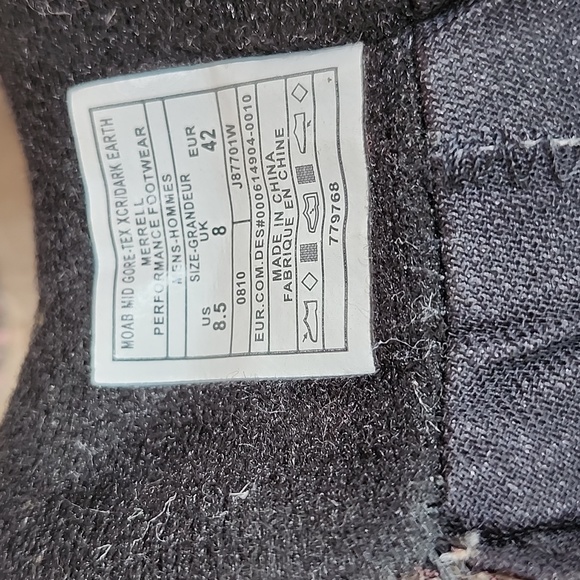 MOAB MID GORE-TEX XCR/DARK EARTH
MERRELL
PERFORMANCE FOOTWEAR
MENS-HOMMES
SIZE-GRANDEUR
US UK EUR
8.5 8 42
0810 J87701W
EUR.COM.DES#000614904-0010
MADE IN CHINA
FABRIQUÉ EN CHINE
779768